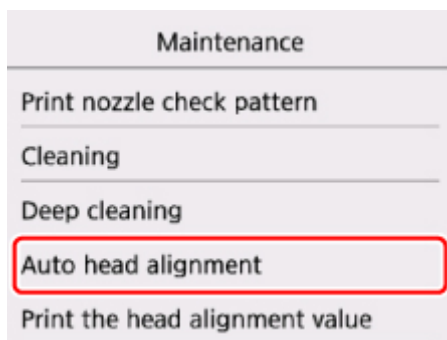 Maintenance
Print nozzle check pattern
Cleaning
Deep cleaning
Auto head alignment
Print the head alignment value